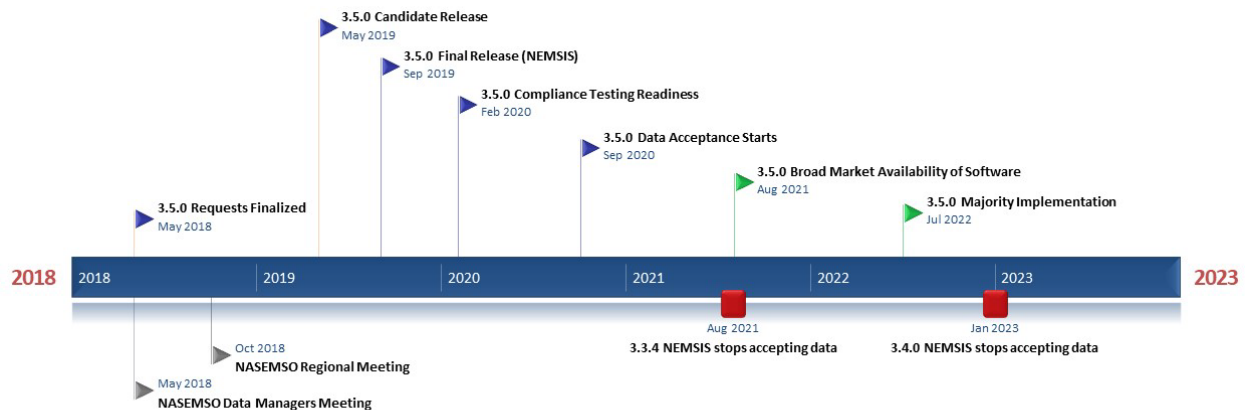 3.5.0 Candidate Release
May 2019
3.5.0 Final Release (NEMSIS)
Sep 2019
3.5.0 Compliance Testing Readiness
Feb 2020
3.5.0 Data Acceptance Starts
Sep 2020
3.5.0 Broad Market Availability of Software
Aug 2021
3.5.0 Majority Implementation
Jul 2022
3.5.0 Requests Finalized
May 2018
2018
2018
2019
2020
2021
2022
2023
2023
Aug 2021
3.3.4 NEMSIS stops accepting data
Jan 2023
3.4.0 NEMSIS stops accepting data
Oct 2018
NASEMSO Regional Meeting
May 2018
NASEMSO Data Managers Meeting